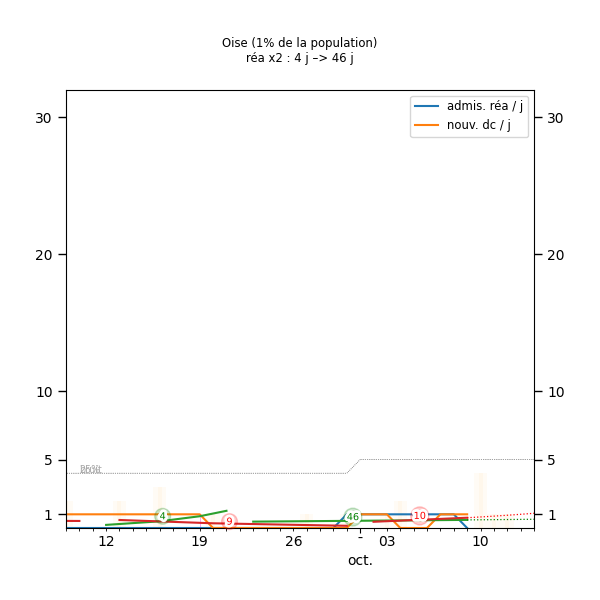 Oise (1% de la population)
réa x2 : 4 j –> 46 j
admis. réa / j
nouv. dc / j
30 30
20 20
10 10
5 5
1 1
4 9 46 -10
12 19 26 - 03 10
oct.